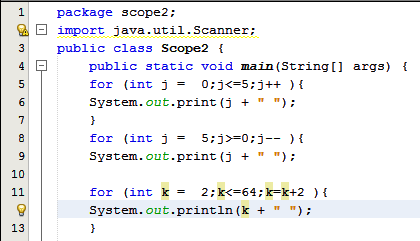 1 package scope2;
import java.util.Scanner;
3 public class Scope2 {
4 public static void main(String[] args) {
5 for (int j =  0;j<=5;j++ ){
6 System.out.print(j + " ");
7 }
8 for (int j =  5;j>=0;j-- ){
9 System.out.print(j + " ");
10
11 for (int k =  2;k<=64;k=k+2 ){
System.out.println(k + " ");
13 }